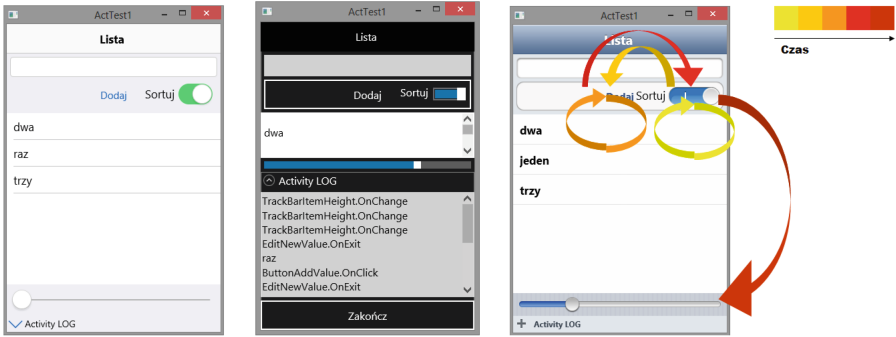 ActTest1
Lista
Dodaj Sortuj
dwa
raz
trzy
Activity LOG
ActTest1
Lista
Dodaj Sortuj
dwa
Activity LOG
TrackBarItemHeight.OnChange
TrackBarItemHeight.OnChange
TrackBarItemHeight.OnChange
EditNewValue.OnExit
raz
ButtonAddValue.OnClick
EditNewValue.OnExit
Zakończ
ActTest1
Lista
Dodaj Sortuj
dwa
jeden
trzy
Activity LOG
Czas